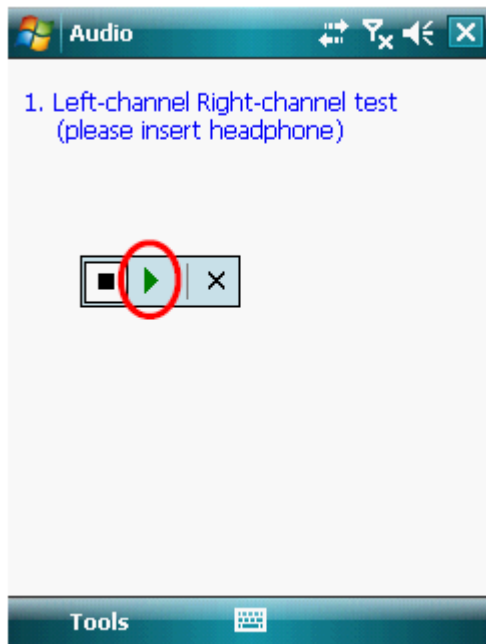 Audio
1. Left-channel Right-channel test
(please insert headphone)
Tools